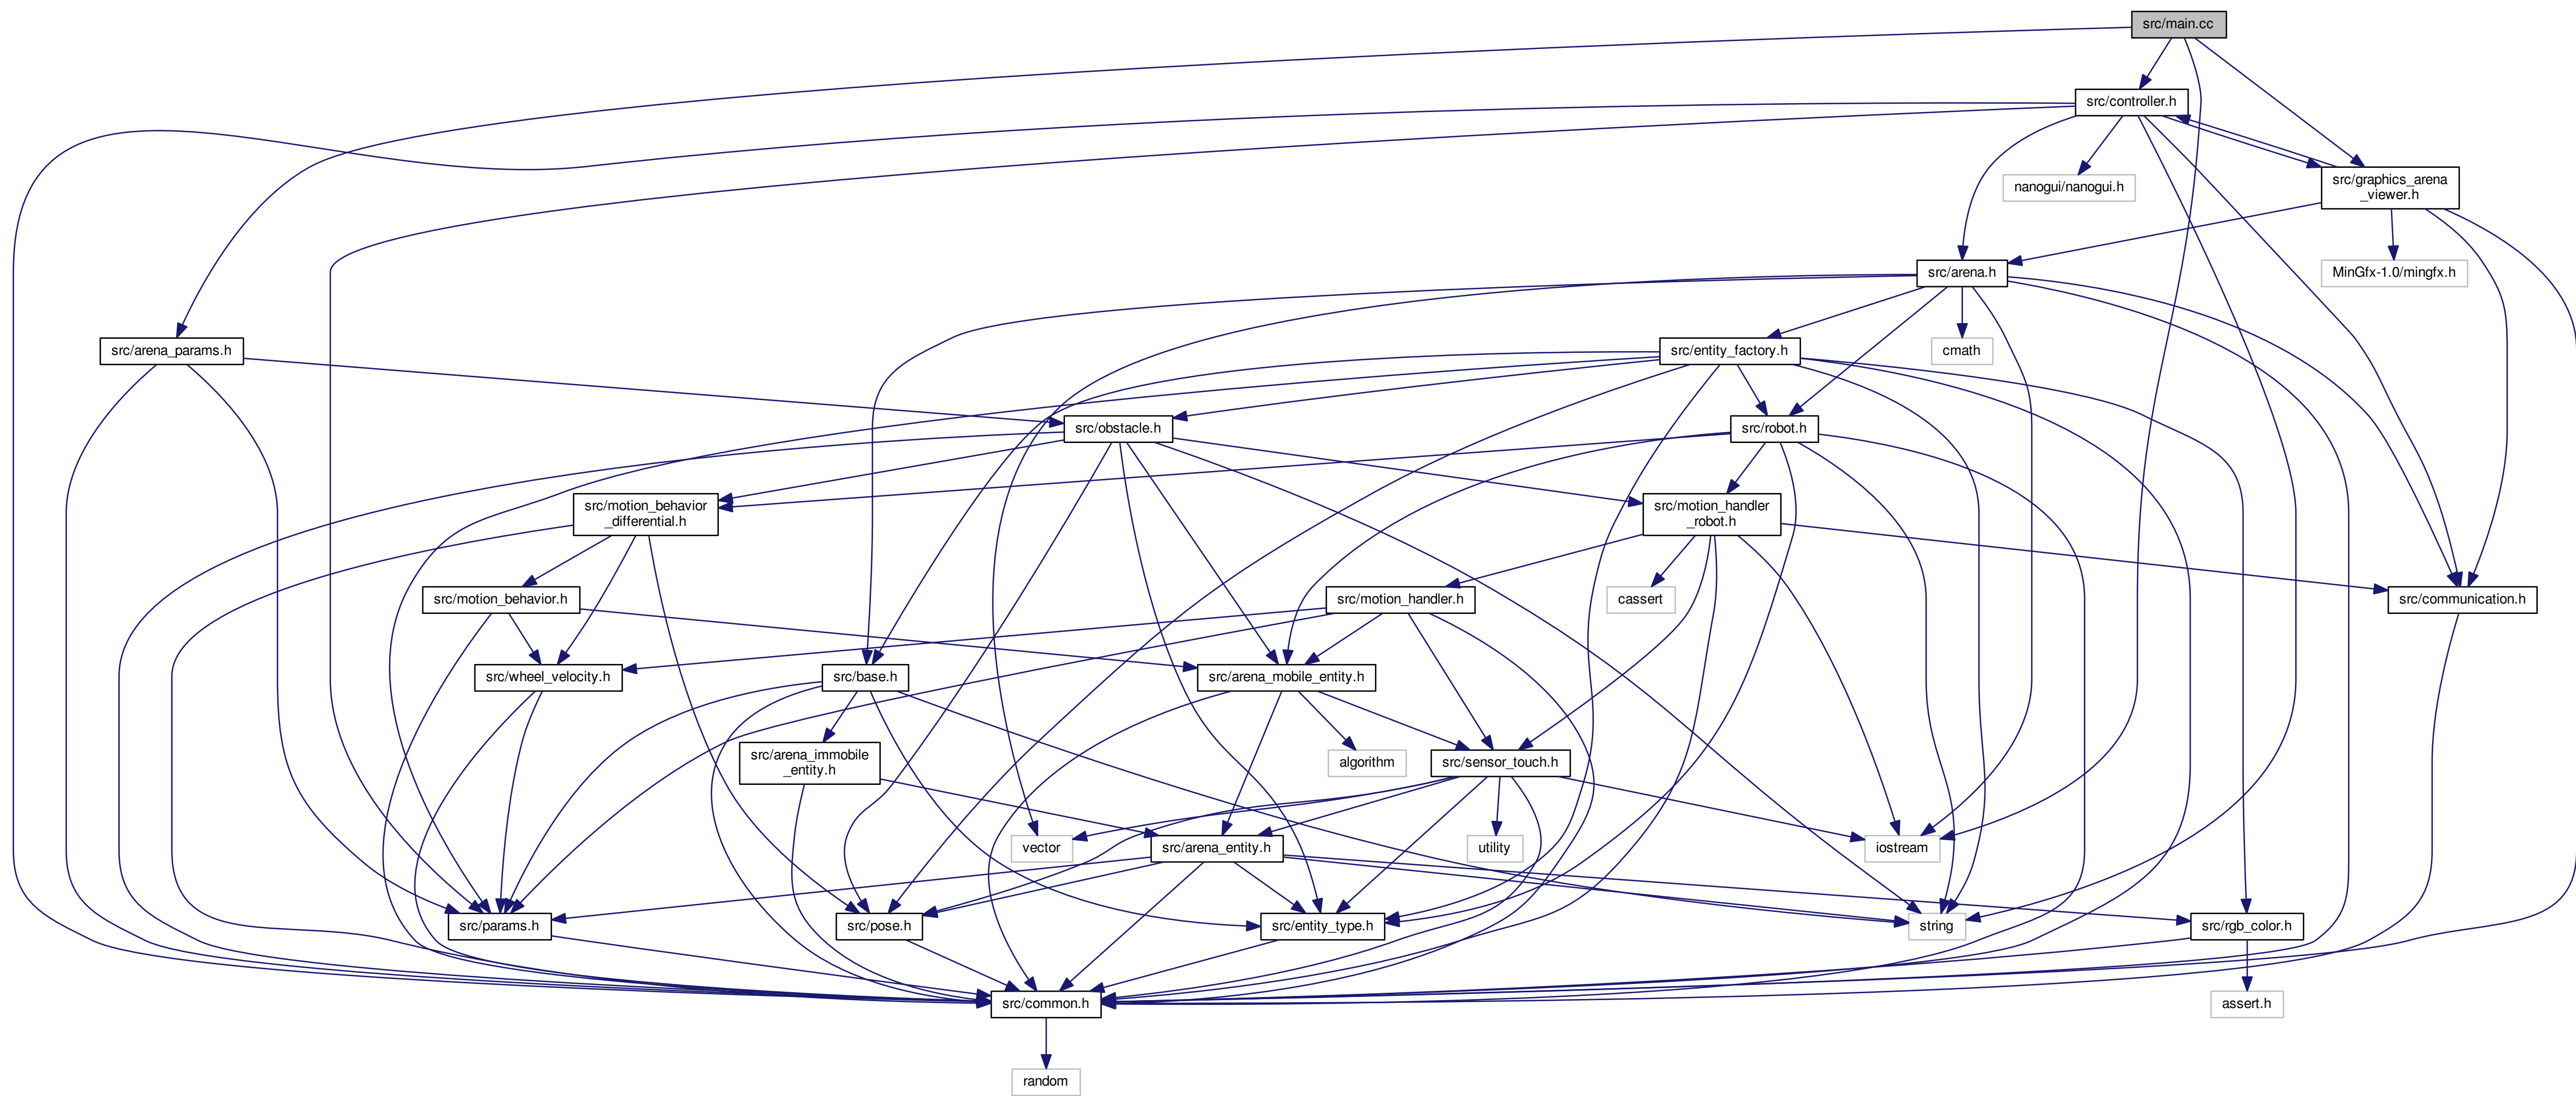 src/main.cc
src/controller.h
nanogui/nanogui.h
src/graphics_arena
_viewer.h
src/arena.h
MinGfx-1.0/mingfx.h
src/arena_params.h
src/entity_factory.h
cmath
src/obstacle.h
src/robot.h
src/motion_behavior
_differential.h
src/motion_handler
_robot.h
src/motion_behavior.h
src/motion_handler.h
cassert
src/communication.h
src/wheel_velocity.h
src/base.h
src/arena_mobile_entity.h
src/arena_immobile
_entity.h
algorithm
src/sensor_touch.h
vector
src/arena_entity.h
utility
iostream
src/params.h
src/pose.h
src/entity_type.h
string
src/rgb_color.h
src/common.h
assert.h
random